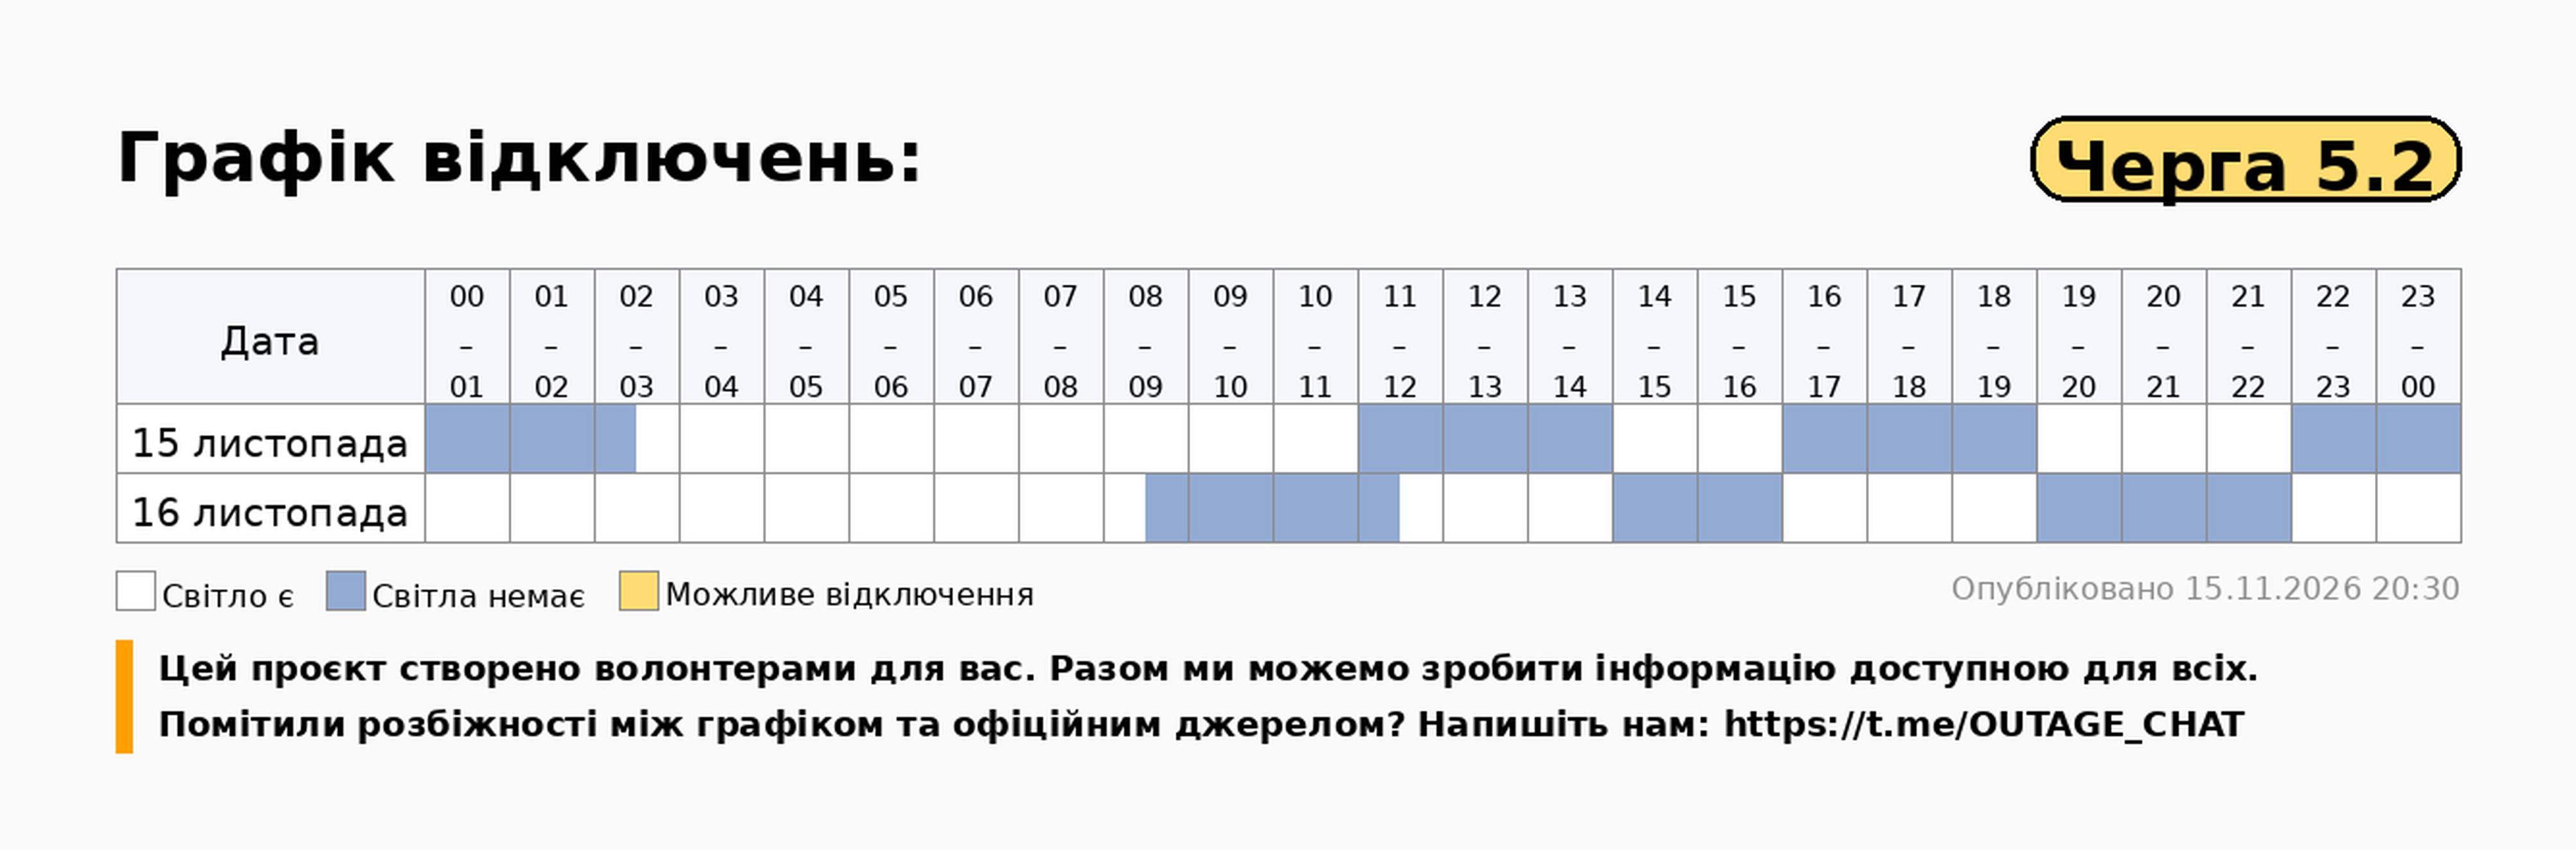 Графік відключень:
Черга 5.2
Дата
00 – 01
01 – 02
02 – 03
03 – 04
04 – 05
05 – 06
06 – 07
07 – 08
08 – 09
09 – 10
10 – 11
11 – 12
12 – 13
13 – 14
14 – 15
15 – 16
16 – 17
17 – 18
18 – 19
19 – 20
20 – 21
21 – 22
22 – 23
23 – 00
15 листопада
16 листопада
Світло є
Світла немає
Можливе відключення
Опубліковано 15.11.2026 20:30
Цей проєкт створено волонтерами для вас. Разом ми можемо зробити інформацію доступною для всіх.
Помітили розбіжності між графіком та офіційним джерелом? Напишіть нам: https://t.me/OUTAGE_CHAT